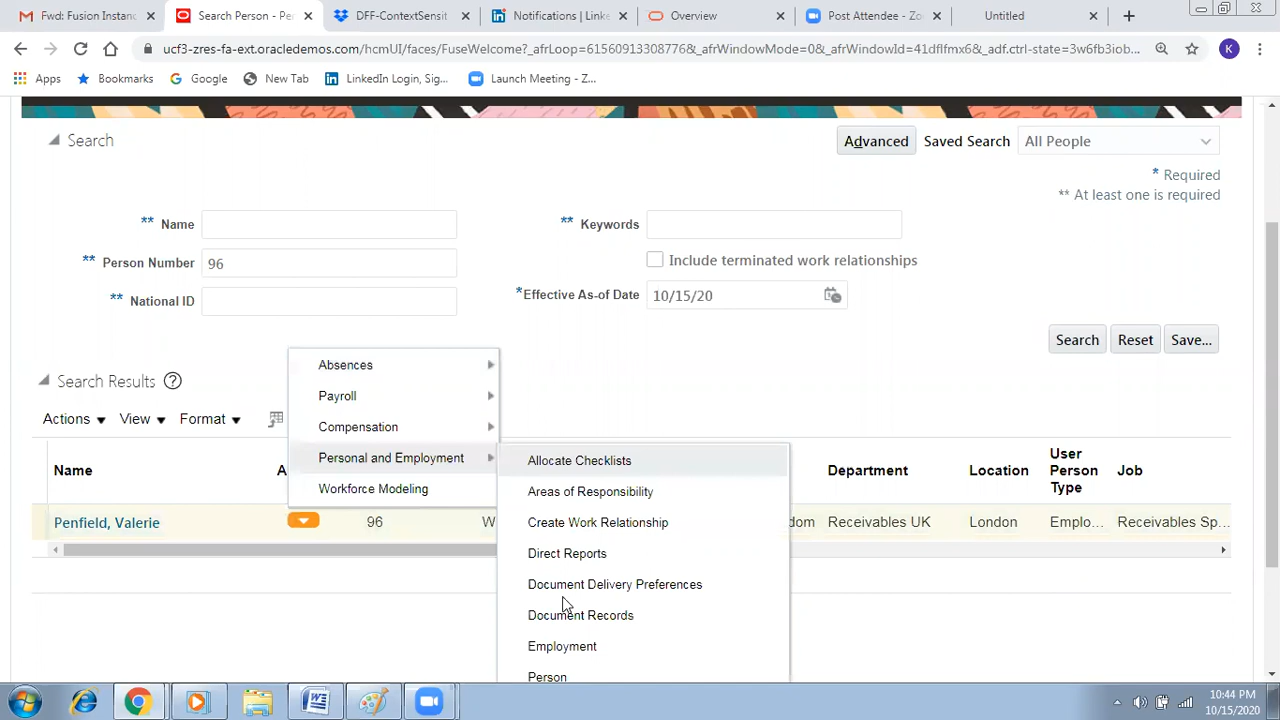 Fwd: Fusion Instanc
Search Person - Pe
DFF-ContextSensit
Notifications | Linke
Overview
Post Attendee - Zo
Untitled
ucf3-zres-fa-ext.oracledemos.com/hcmUI/faces/FuseWelcome?_afrLoop=61560913308776&_afrWindowMode=0&_afrWindowId=41dflfmx6&_adf.ctrl-state=3w6fb3iob...
K
Apps
Bookmarks
Google
New Tab
LinkedIn Login, Sig...
Launch Meeting - Z...
Search
Advanced
Saved Search
All People
* Required
** At least one is required
** Name
** Keywords
** Person Number
96
Include terminated work relationships
** National ID
*Effective As-of Date
10/15/20
Search
Reset
Save...
Absences
Payroll
Compensation
Personal and Employment
Workforce Modeling
Search Results
Actions
View
Format
Allocate Checklists
Areas of Responsibility
Create Work Relationship
Direct Reports
Document Delivery Preferences
Document Records
Employment
Person
Name
A
Department
Location
User Person Type
Job
Penfield, Valerie
96
W
dom
Receivables UK
London
Emplo...
Receivables Sp...
10:44 PM
10/15/2020